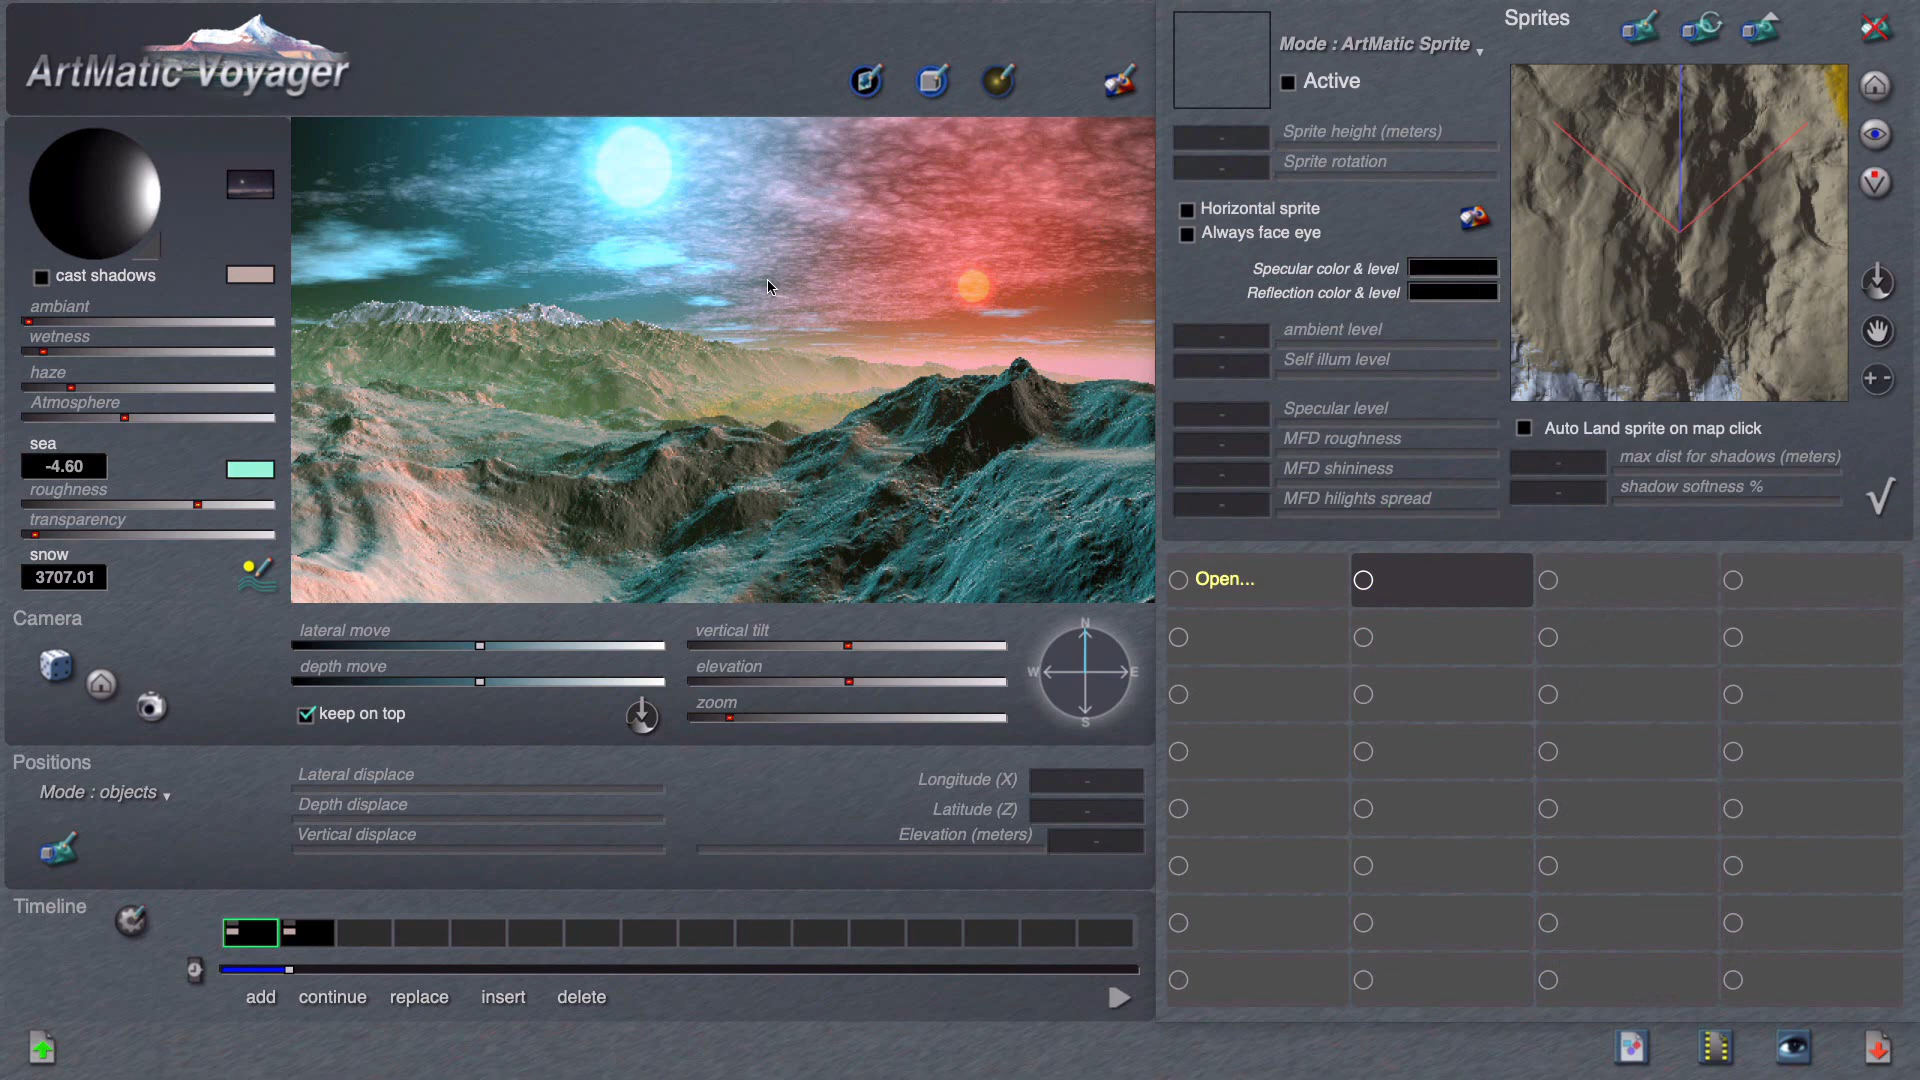 ArtMatic Voyager
cast shadows
ambiant
wetness
haze
Atmosphere
sea
-4.60
roughness
transparency
snow
3707.01
Camera
lateral move
depth move
keep on top
vertical tilt
elevation
zoom
N
W
E
S
Positions
Mode : objects
Lateral displace
Depth displace
Vertical displace
Longitude (X)
-
Latitude (Z)
-
Elevation (meters)
-
Timeline
add
continue
replace
insert
delete
Sprites
Mode : ArtMatic Sprite
Active
-
Sprite height (meters)
-
Sprite rotation
Horizontal sprite
Always face eye
Specular color & level
Reflection color & level
-
ambient level
-
Self illum level
-
Specular level
-
MFD roughness
-
MFD shininess
-
MFD hilights spread
Auto Land sprite on map click
-
max dist for shadows (meters)
-
shadow softness %
Open...